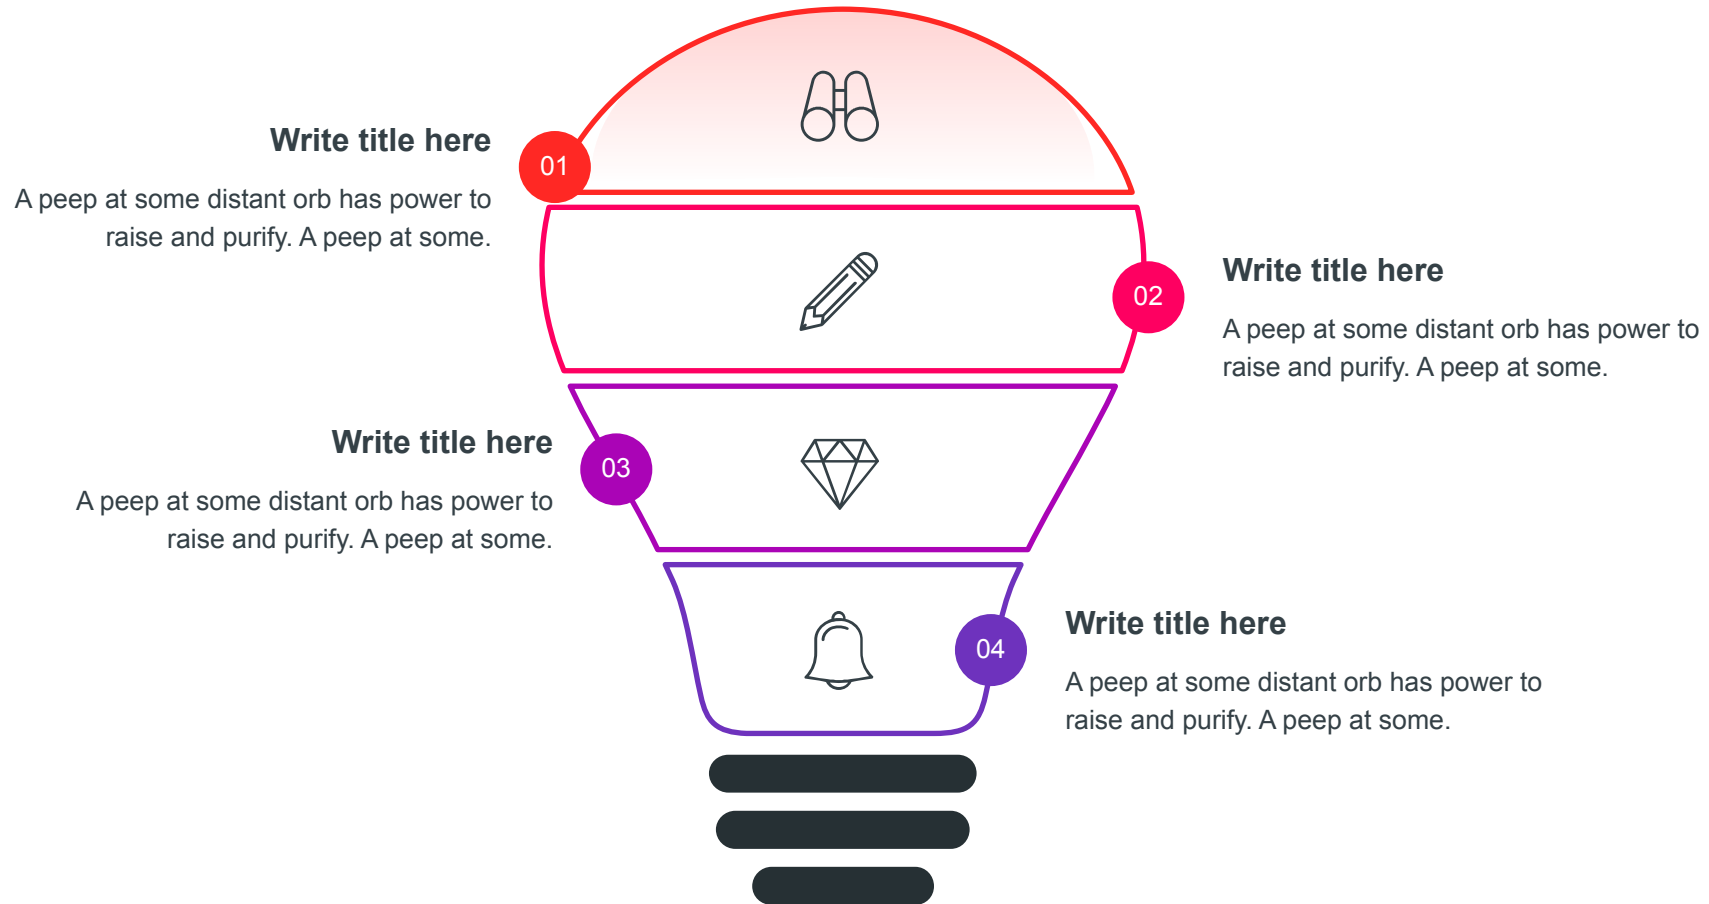 Write title here
A peep at some distant orb has power to
raise and purify. A peep at some.
01
Write title here
A peep at some distant orb has power to
raise and purify. A peep at some.
02
Write title here
A peep at some distant orb has power to
raise and purify. A peep at some.
03
Write title here
A peep at some distant orb has power to
raise and purify. A peep at some.
04